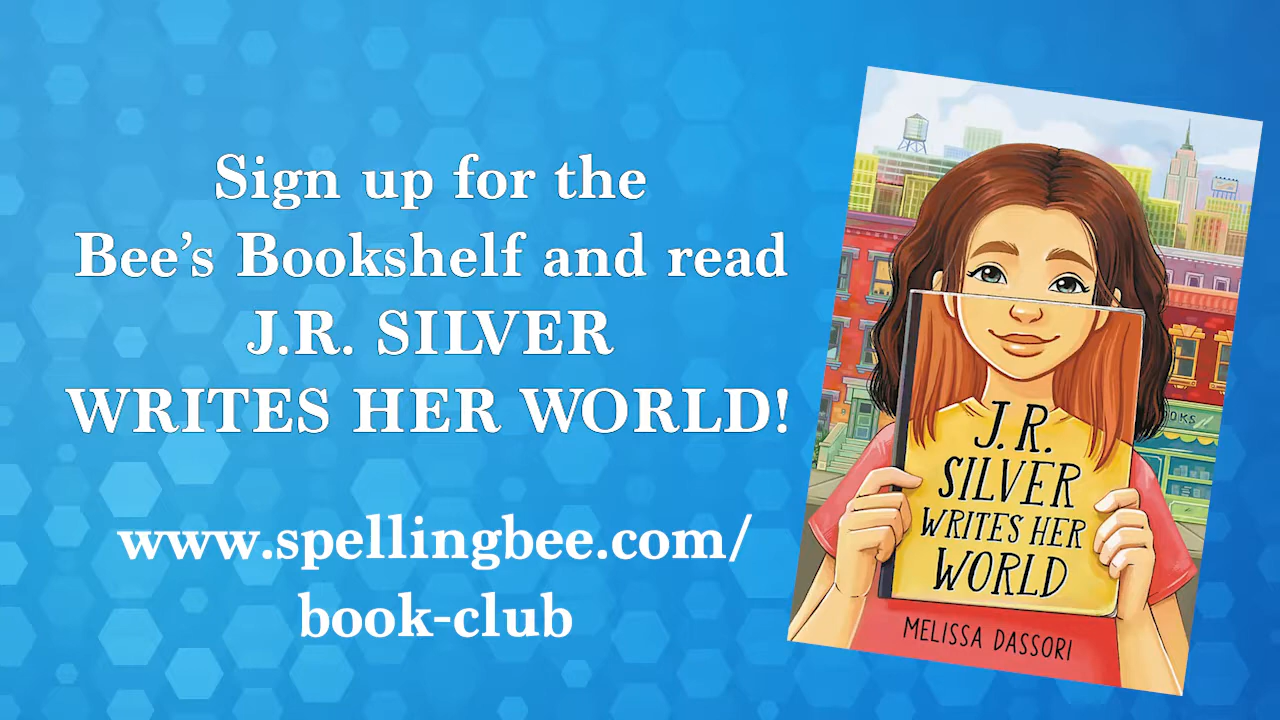 Sign up for the
Bee’s Bookshelf and read
J.R. SILVER
WRITES HER WORLD!
www.spellingbee.com/
book-club
J.R.
SILVER
WRITES HER
WORLD
MELISSA DASSORI